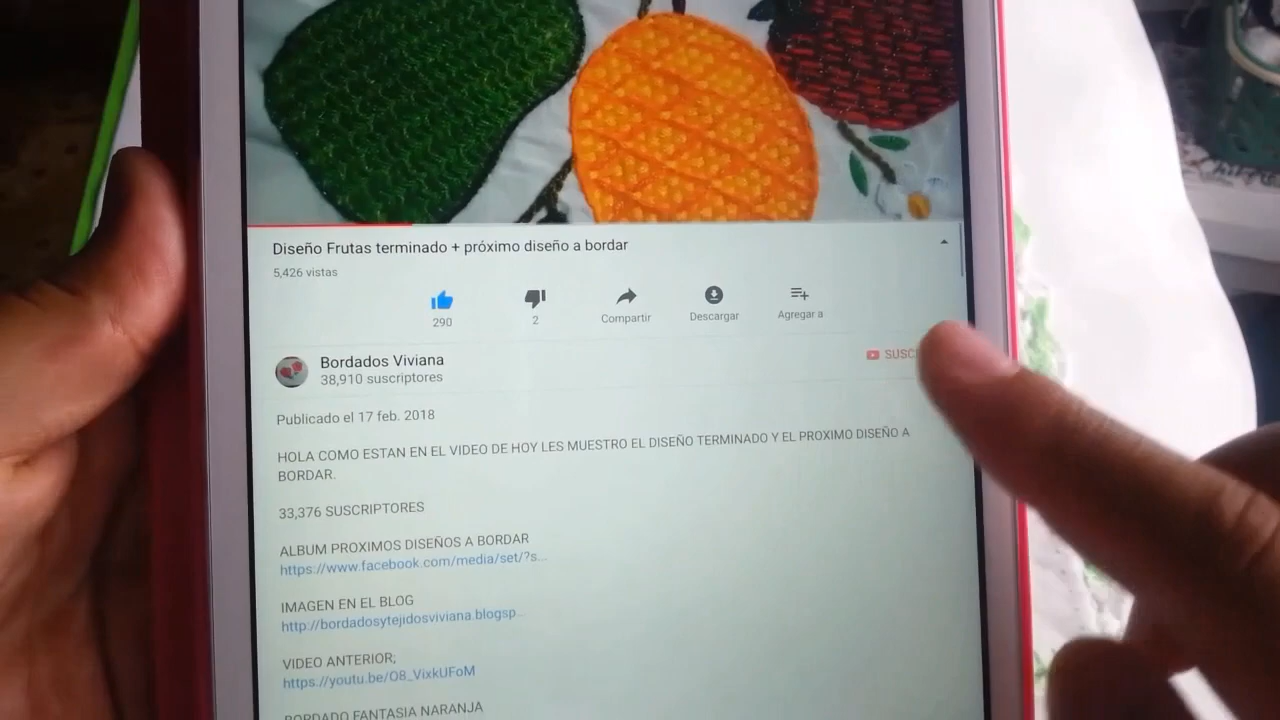 Diseño Frutas terminado + próximo diseño a bordar
5,426 vistas
290
2
Compartir
Descargar
Agregar a
Bordados Viviana
38,910 suscriptores
Publicado el 17 feb. 2018
HOLA COMO ESTAN EN EL VIDEO DE HOY LES MUESTRO EL DISEÑO TERMINADO Y EL PROXIMO DISEÑO A
BORDAR.
33,376 SUSCRIPTORES
ALBUM PROXIMOS DISEÑOS A BORDAR
https://www.facebook.com/media/set/?s...
IMAGEN EN EL BLOG
http://bordadosytejidosviviana.blogsp...
VIDEO ANTERIOR;
https://youtu.be/O8_VixkUFoM
BORDADO FANTASIA NARANJA